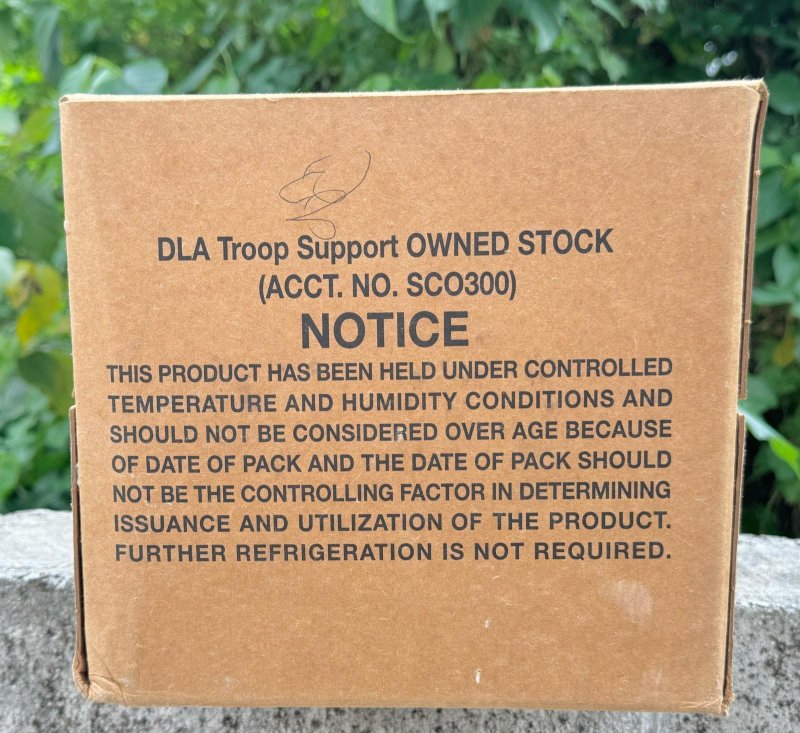 DLA Troop Support OWNED STOCK
(ACCT. NO. SCO300)
NOTICE
THIS PRODUCT HAS BEEN HELD UNDER CONTROLLED
TEMPERATURE AND HUMIDITY CONDITIONS AND
SHOULD NOT BE CONSIDERED OVER AGE BECAUSE
OF DATE OF PACK AND THE DATE OF PACK SHOULD
NOT BE THE CONTROLLING FACTOR IN DETERMINING
ISSUANCE AND UTILIZATION OF THE PRODUCT.
FURTHER REFRIGERATION IS NOT REQUIRED.